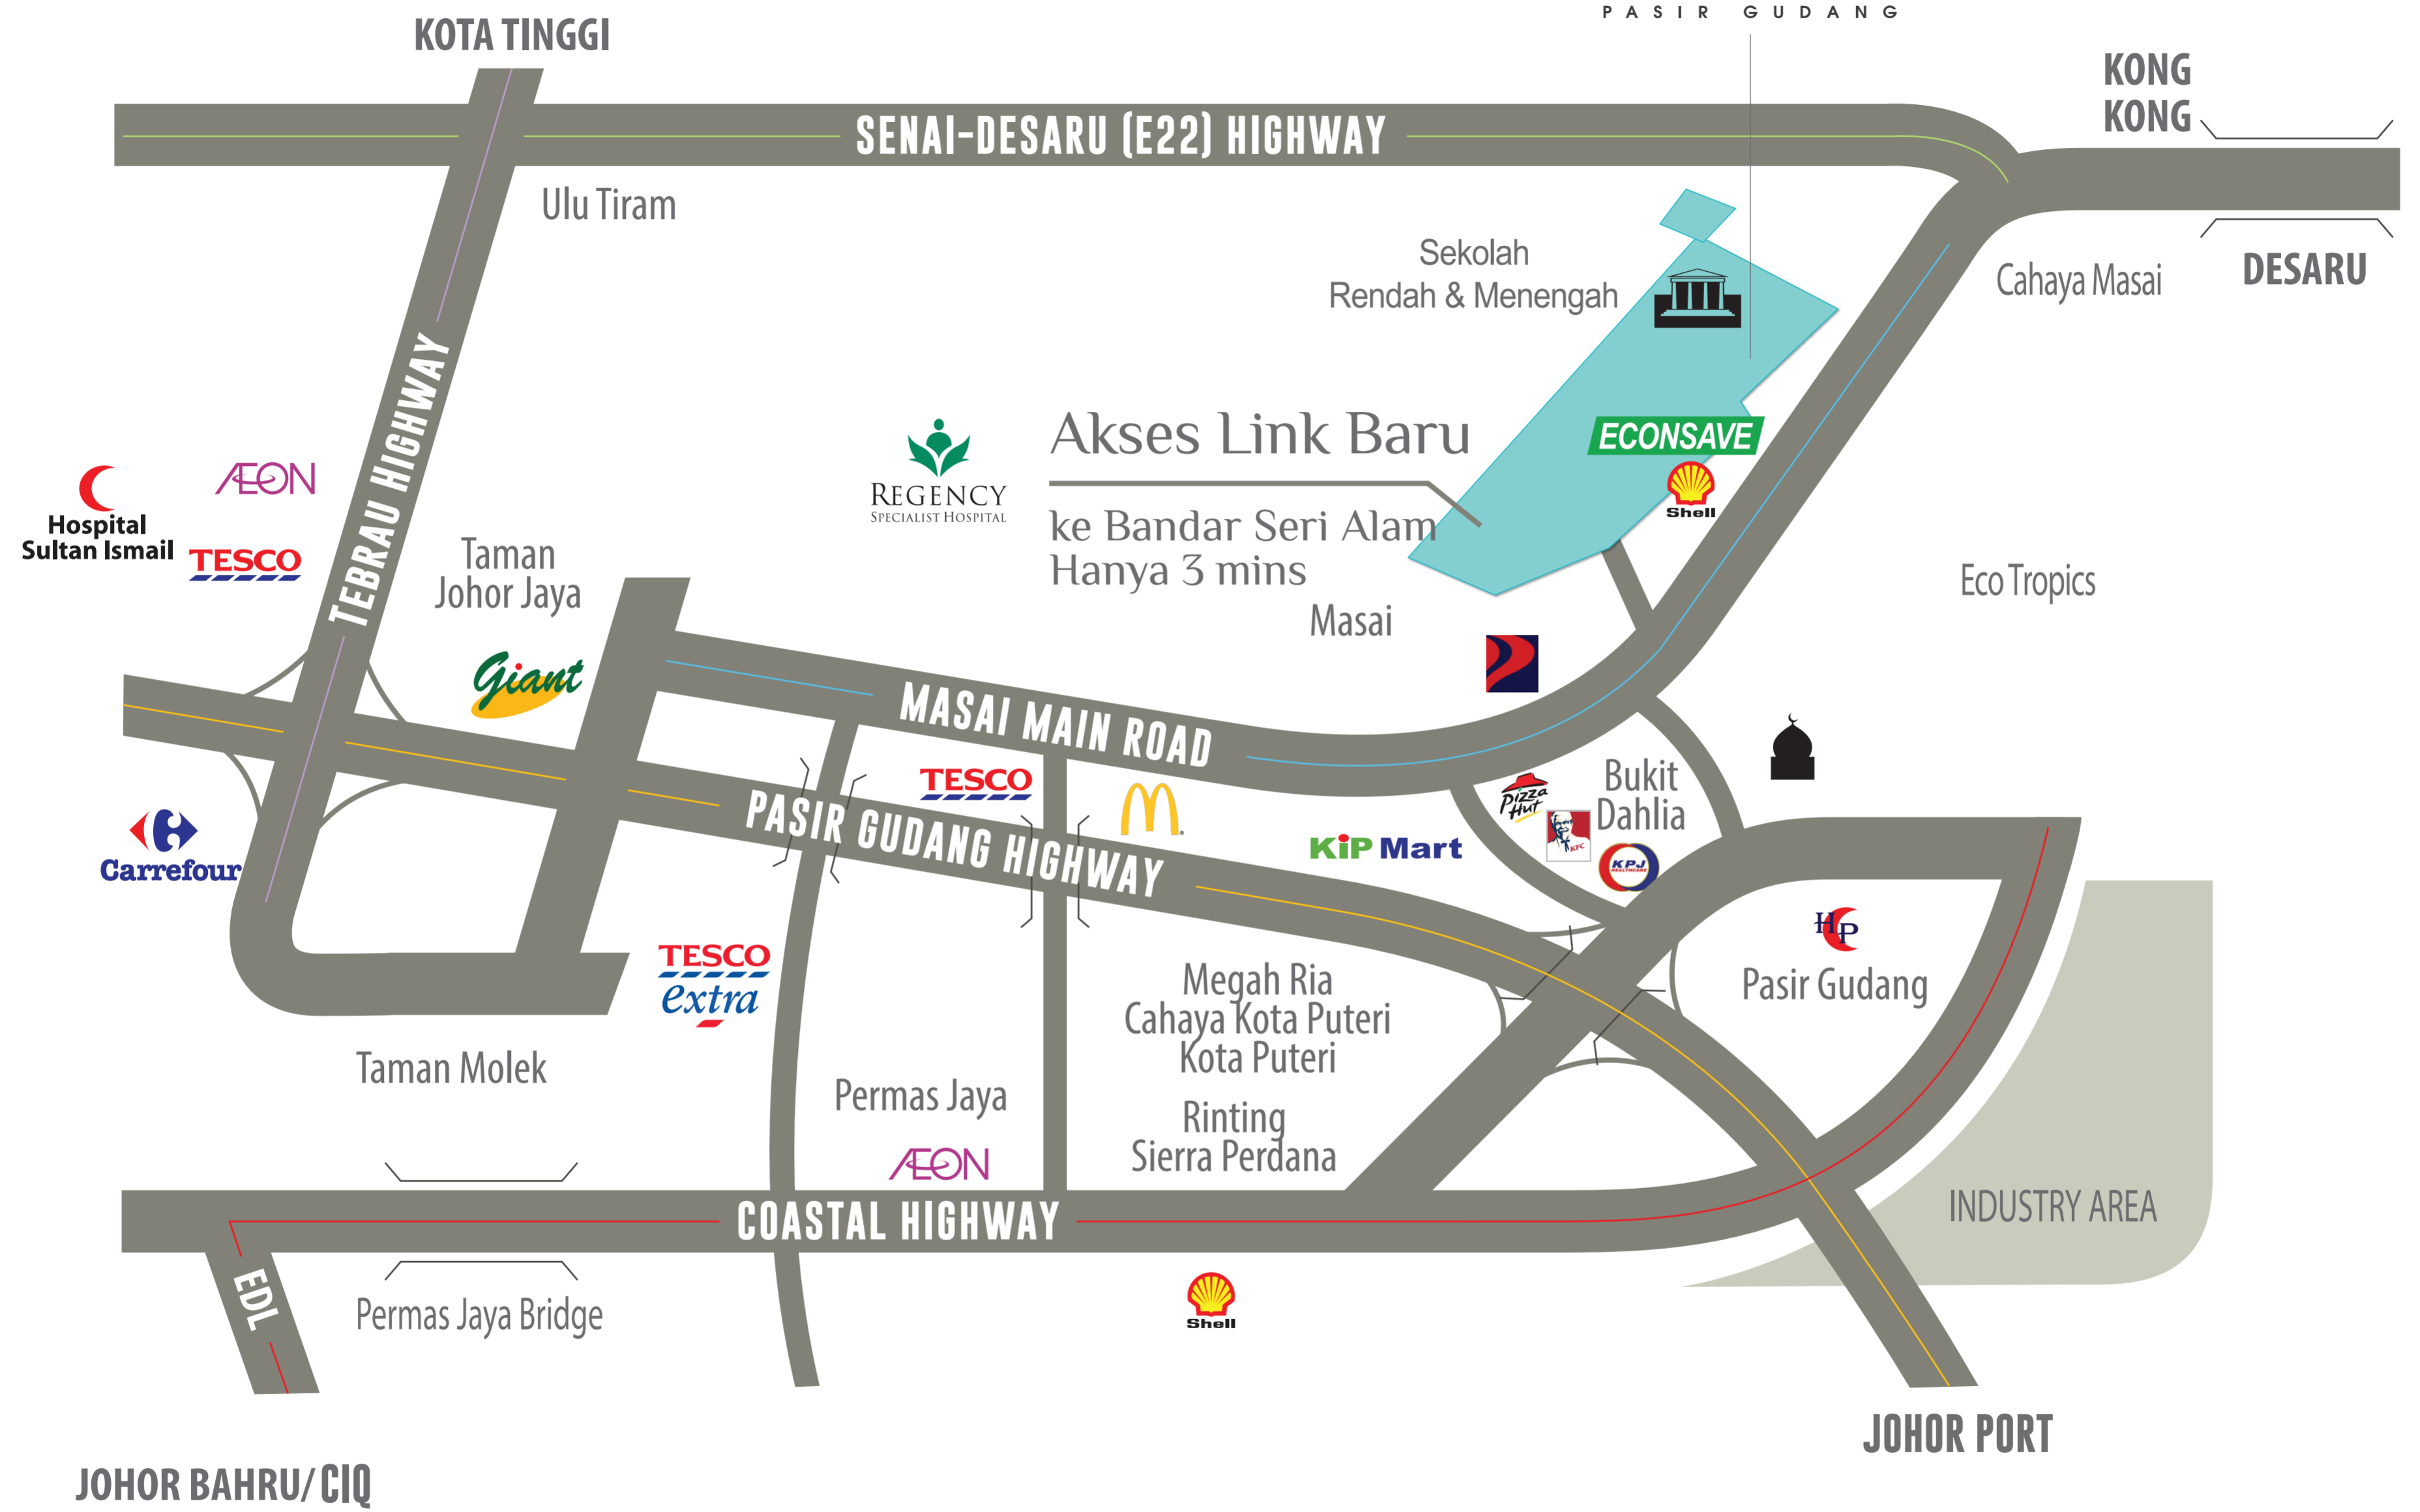 PASIR GUDANG
KOTA TINGGI
KONG
KONG
SENAI-DESARU (E22) HIGHWAY
Ulu Tiram
Sekolah
Rendah & Menengah
Cahaya Masai
DESARU
TEBRAU HIGHWAY
AEON
Hospital
Sultan Ismail
TESCO
Taman
Johor Jaya
Giant
REGENCY
SPECIALIST HOSPITAL
Akses Link Baru
ke Bandar Seri Alam
Hanya 3 mins
ECONSAVE
Shell
Masai
Eco Tropics
MASAI MAIN ROAD
TESCO
PASIR GUDANG HIGHWAY
KiP Mart
Pizza
Hut
KFC
Bukit
Dahlia
KPJ
HEALTHCARE
Carrefour
TESCO
extra
HP
Pasir Gudang
Megah Ria
Cahaya Kota Puteri
Kota Puteri
Taman Molek
Permas Jaya
Rinting
Sierra Perdana
AEON
COASTAL HIGHWAY
INDUSTRY AREA
EDL
Permas Jaya Bridge
Shell
JOHOR PORT
JOHOR BAHRU/CIQ